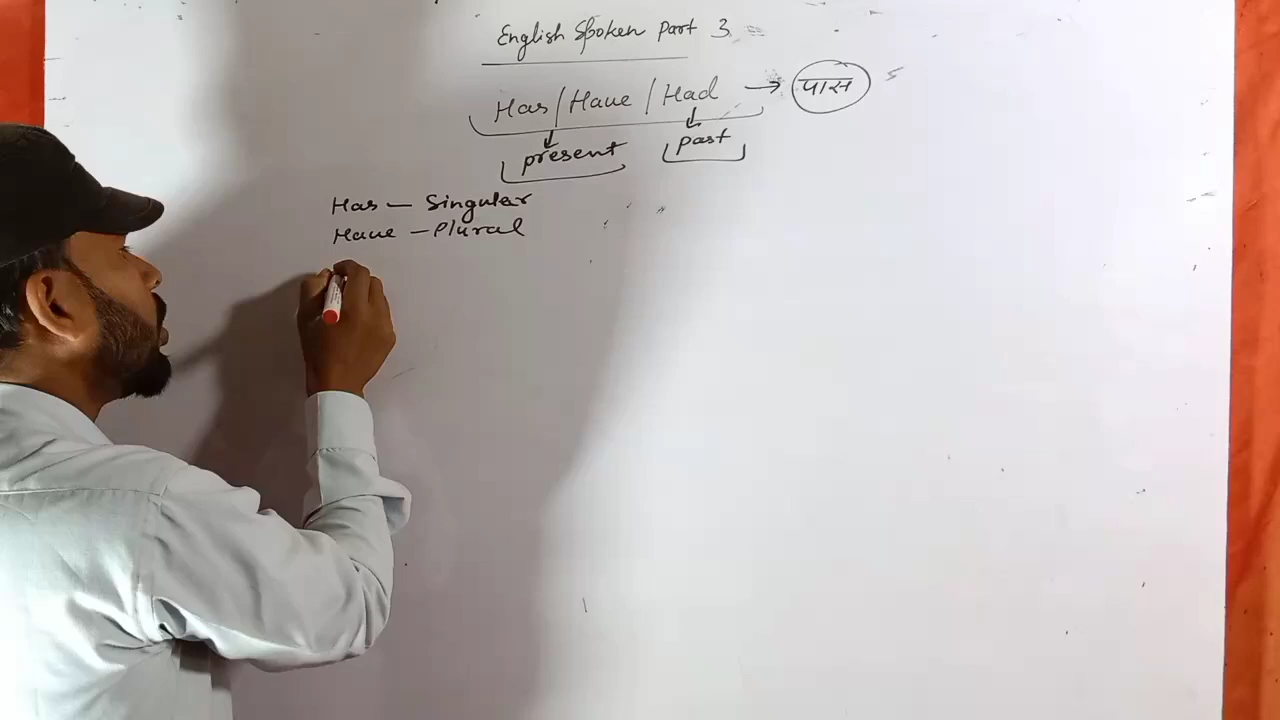 English Spoken Part 3
Has / Have / Had → पास
present past
Has — Singular
Have — Plural